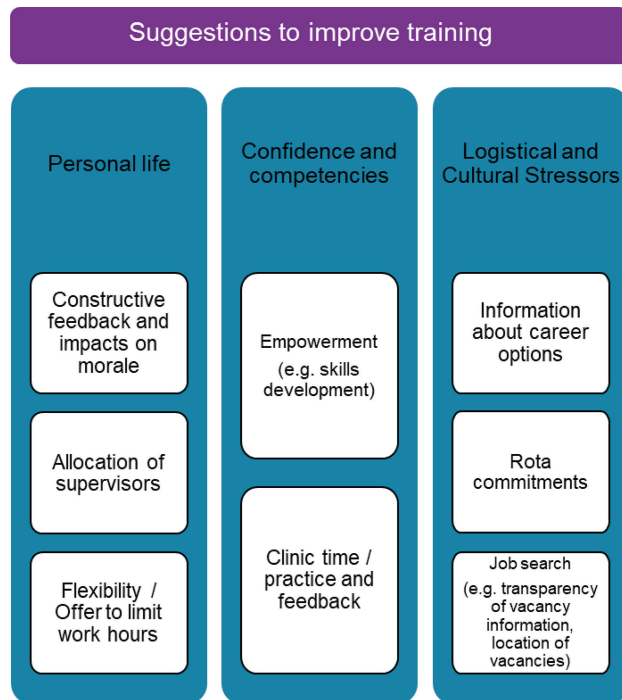 Suggestions to improve training
Personal life
Constructive
feedback and
impacts on
morale
Allocation of
supervisors
Flexibility /
Offer to limit
work hours
Confidence and
competencies
Empowerment
(e.g. skills
development)
Clinic time /
practice and
feedback
Logistical and
Cultural Stressors
Information
about career
options
Rota
commitments
Job search
(e.g. transparency
of vacancy
information,
location of
vacancies)